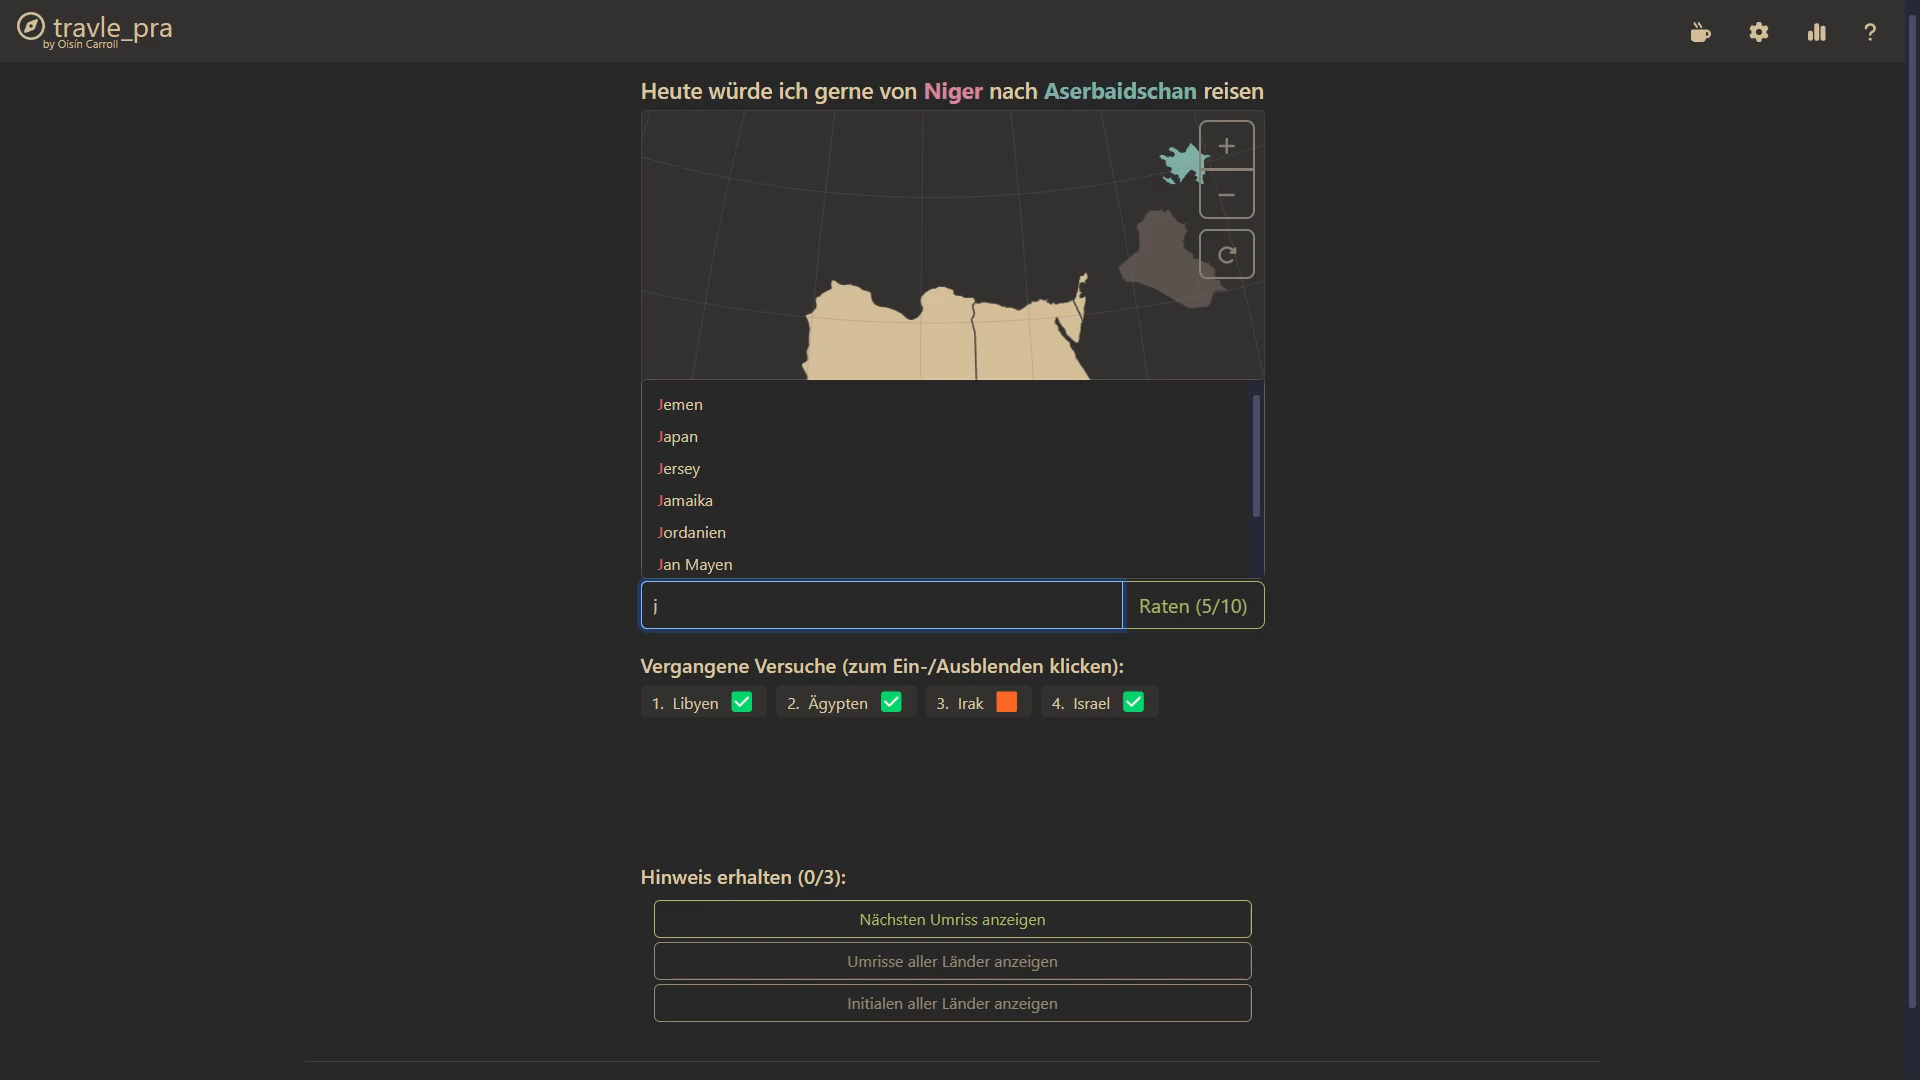 travle_pra
by Oisín Carroll
?
Heute würde ich gerne von Niger nach Aserbaidschan reisen
+
−
Jemen
Japan
Jersey
Jamaika
Jordanien
Jan Mayen
j
Raten (5/10)
Vergangene Versuche (zum Ein-/Ausblenden klicken):
1. Libyen
2. Ägypten
3. Irak
4. Israel
Hinweis erhalten (0/3):
Nächsten Umriss anzeigen
Umrisse aller Länder anzeigen
Initialen aller Länder anzeigen